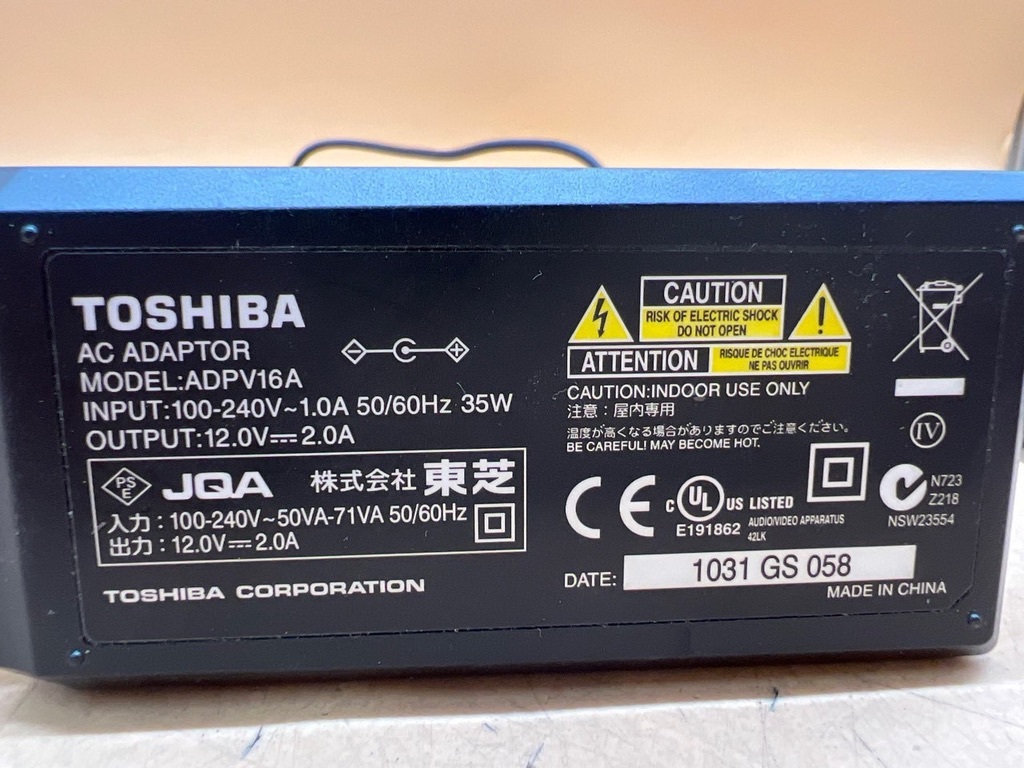 TOSHIBA
AC ADAPTOR
MODEL:ADPV16A
INPUT:100-240V~1.0A 50/60Hz 35W
OUTPUT:12.0V⎓2.0A
PS
E
JQA 株式会社 東芝
入力：100-240V~50VA-71VA 50/60Hz
出力：12.0V⎓2.0A
TOSHIBA CORPORATION
CAUTION
RISK OF ELECTRIC SHOCK
DO NOT OPEN
ATTENTION
RISQUE DE CHOC ELECTRIQUE
NE PAS OUVRIR
CAUTION:INDOOR USE ONLY
注意：屋内専用
温度が高くなる場合がありますのでご注意ください。
BE CAREFUL! MAY BECOME HOT.
IV
CE
c UL US LISTED
E191862
AUDIO/VIDEO APPARATUS
42LK
N723
Z218
NSW23554
DATE: 1031 GS 058
MADE IN CHINA